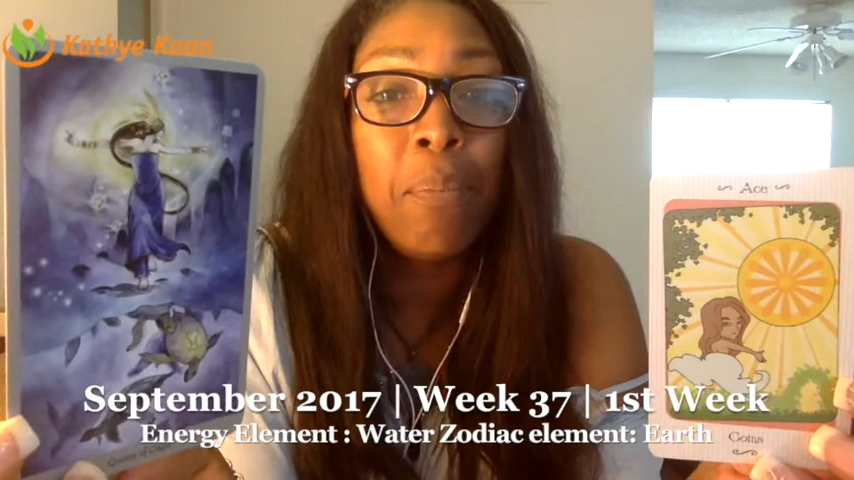 Kathye Kaan
Ace
September 2017 | Week 37 | 1st Week
Energy Element : Water Zodiac element: Earth
Coins